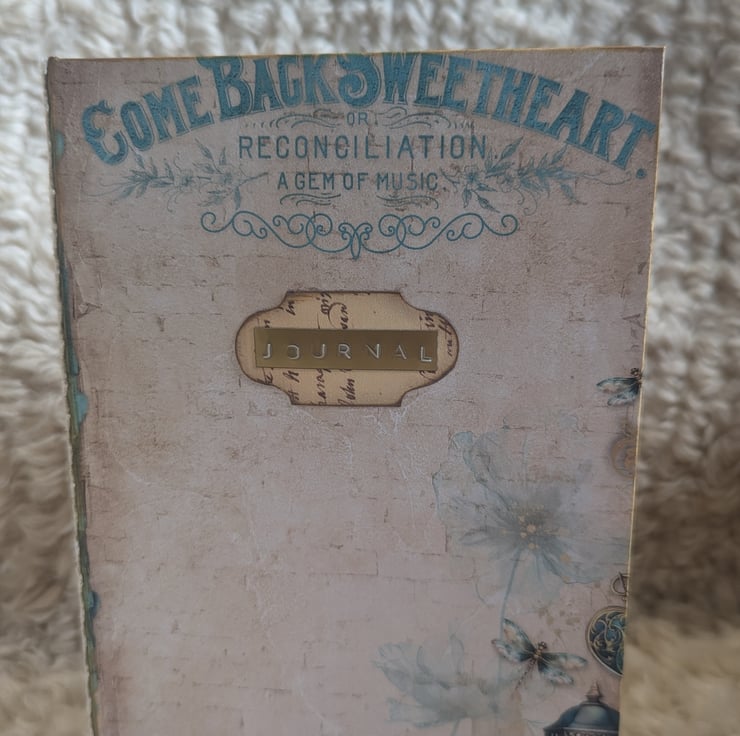 COME BACK SWEETHEART.
OR,
RECONCILIATION.
A GEM OF MUSIC.
JOURNAL